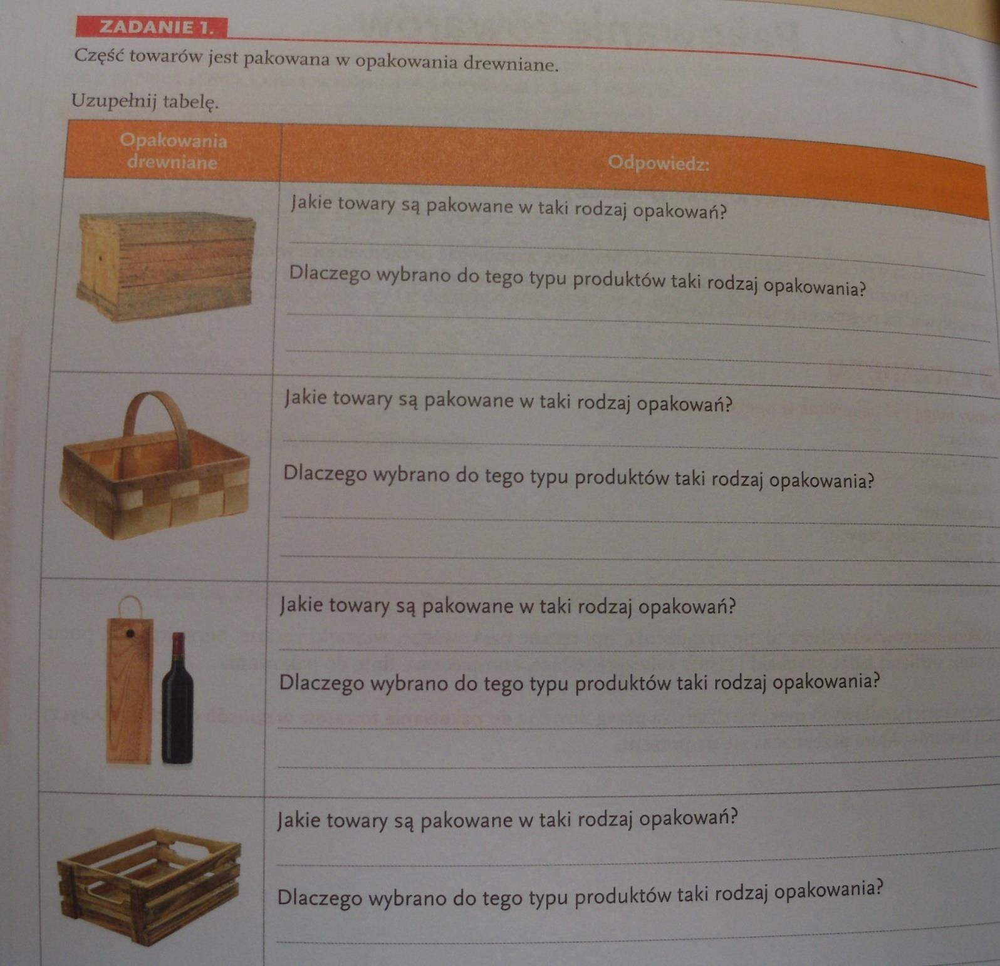 ZADANIE 1.
Część towarów jest pakowana w opakowania drewniane.
Uzupełnij tabelę.
Opakowania
drewniane
Odpowiedz:
Jakie towary są pakowane w taki rodzaj opakowań?
Dlaczego wybrano do tego typu produktów taki rodzaj opakowania?
Jakie towary są pakowane w taki rodzaj opakowań?
Dlaczego wybrano do tego typu produktów taki rodzaj opakowania?
Jakie towary są pakowane w taki rodzaj opakowań?
Dlaczego wybrano do tego typu produktów taki rodzaj opakowania?
Jakie towary są pakowane w taki rodzaj opakowań?
Dlaczego wybrano do tego typu produktów taki rodzaj opakowania?